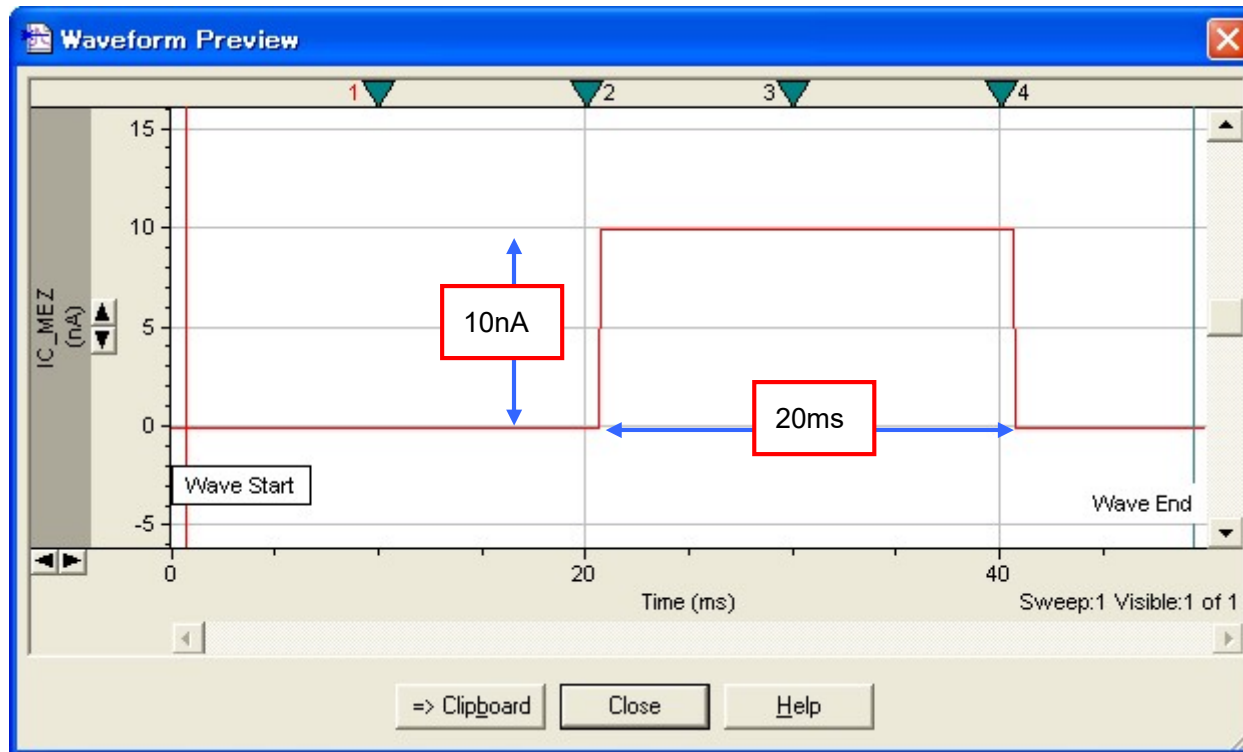 Waveform Preview
1 2 3 4
15
10
5
0
-5
IC_MEZ
(nA)
10nA
20ms
Wave Start
Wave End
0 20 40
Time (ms)
Sweep:1 Visible:1 of 1
=> Clipboard Close Help